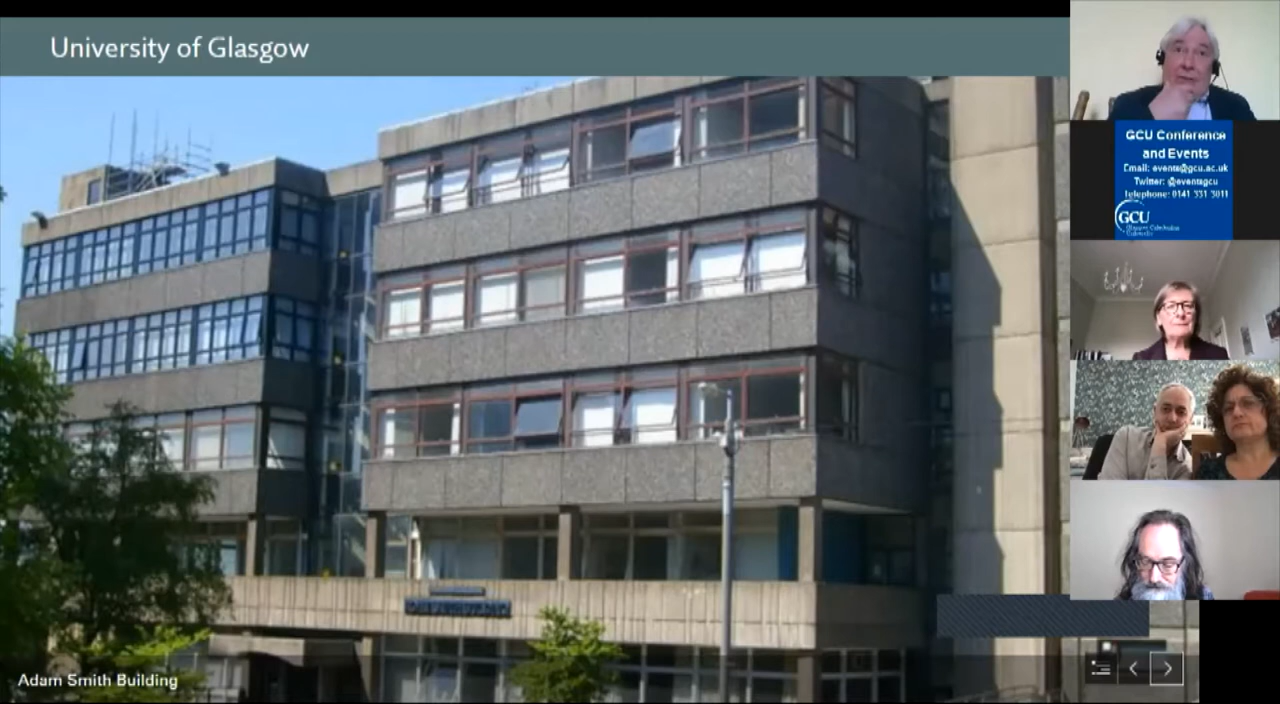 University of Glasgow
GCU Conference
and Events
Email: events@gcu.ac.uk
Twitter: @eventsgcu
Telephone: 0141 331 3011
GCU
Adam Smith Building